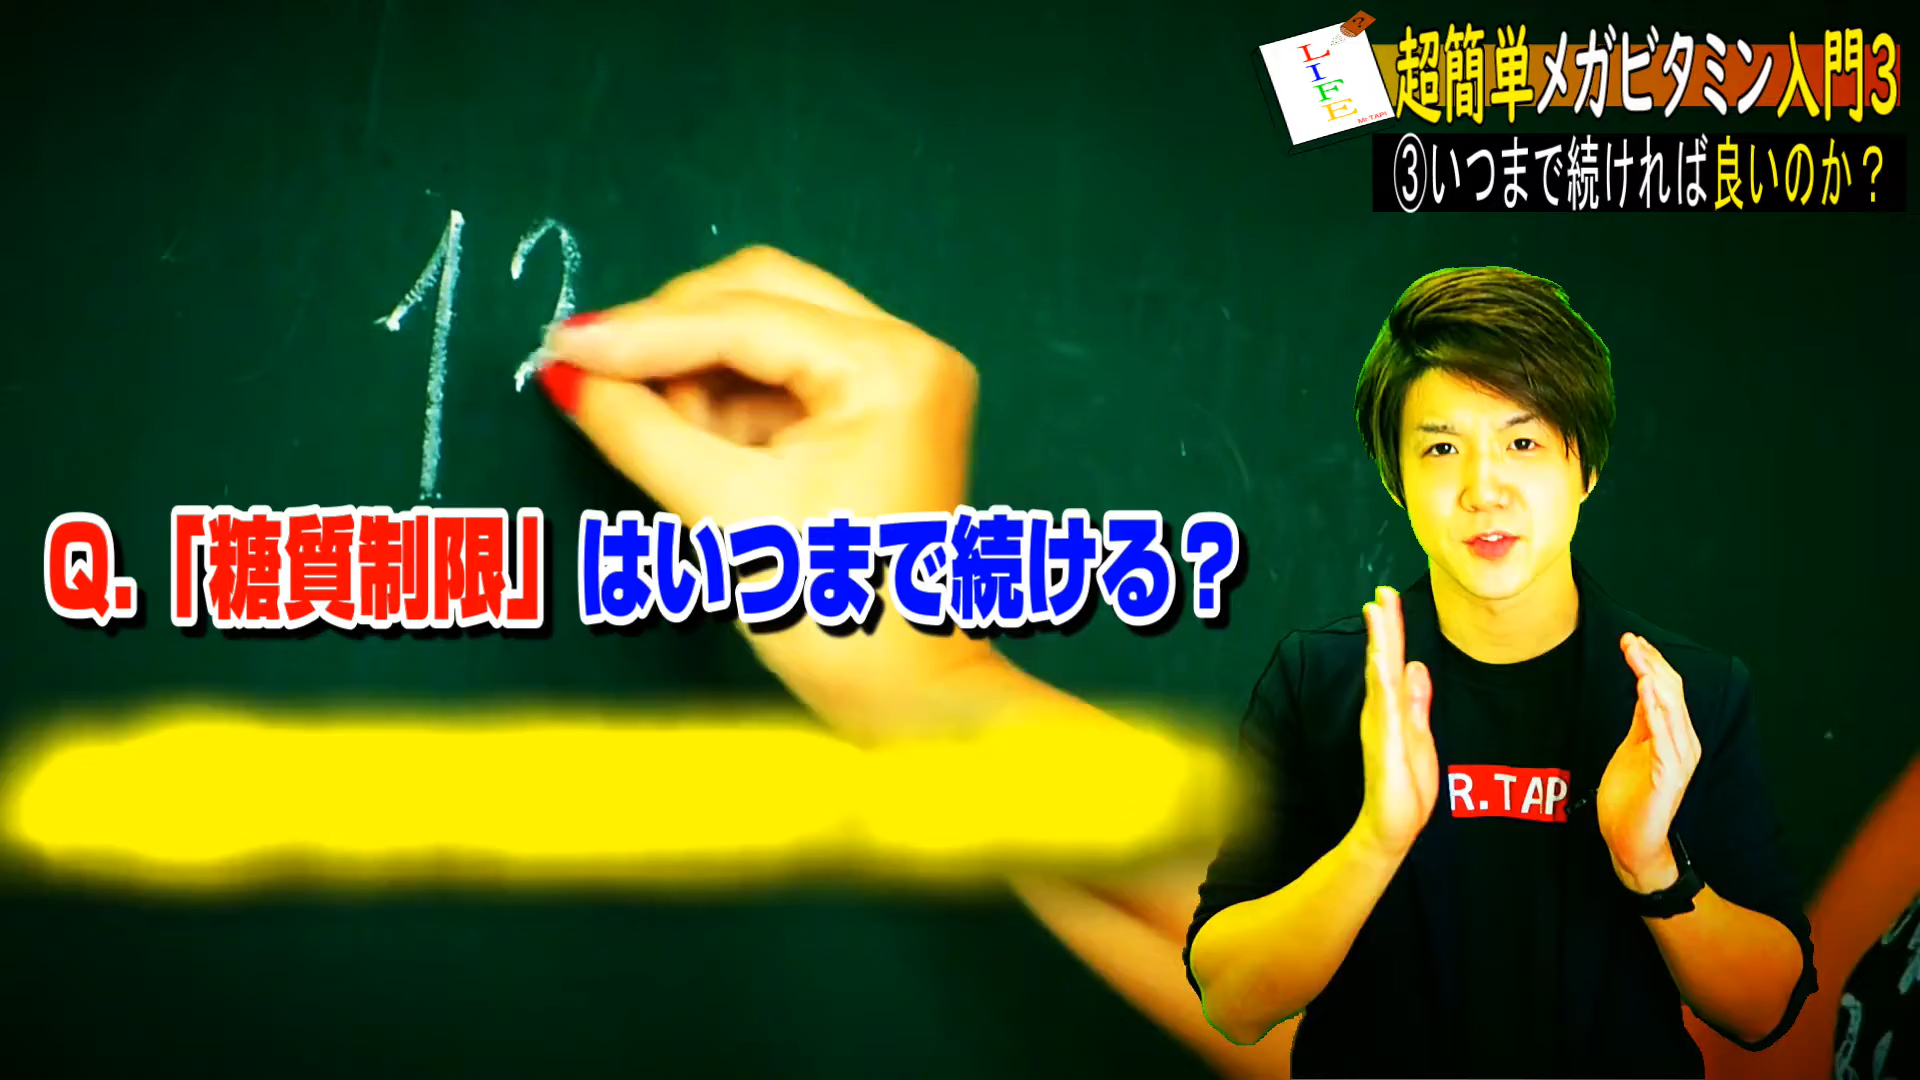 LIFE
Mr.TAPI
超簡単メガビタミン入門3
③いつまで続ければ良いのか？
12
Q.「糖質制限」はいつまで続ける？
R.TAP